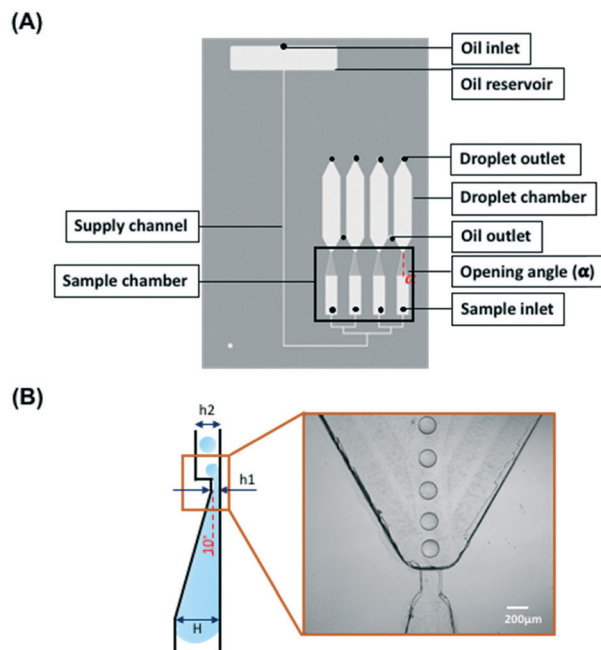 (A)
Oil inlet
Oil reservoir
Droplet outlet
Droplet chamber
Supply channel
Oil outlet
Sample chamber
Opening angle (α)
α
Sample inlet
(B)
h2
h1
10°
H
200μm